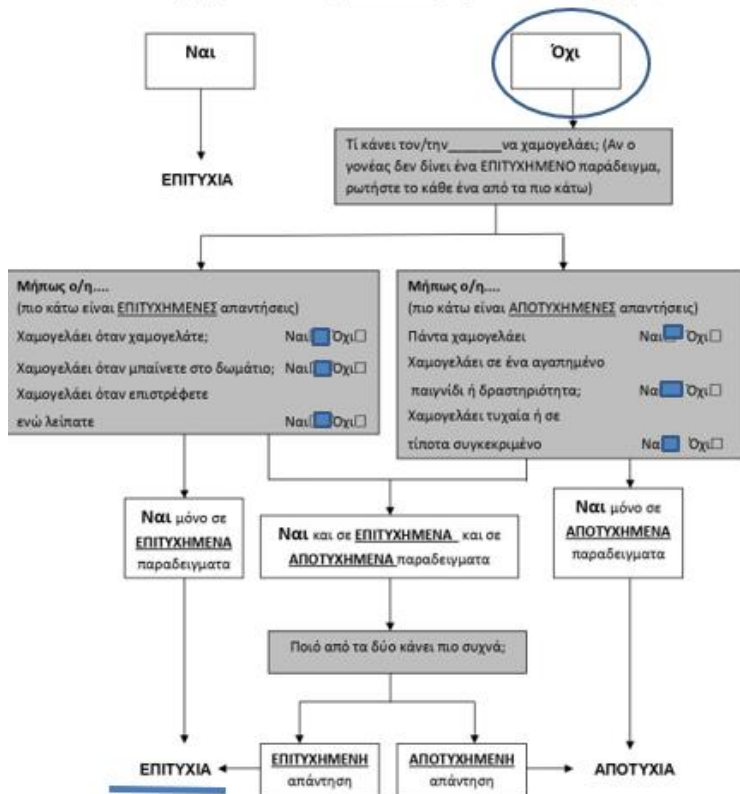 Ναι
Όχι
ΕΠΙΤΥΧΙΑ
Τί κάνει τον/την_______να χαμογελάει; (Αν ο
γονέας δεν δίνει ένα ΕΠΙΤΥΧΗΜΕΝΟ παράδειγμα,
ρωτήστε το κάθε ένα από τα πιο κάτω)
Μήπως ο/η....
(πιο κάτω είναι ΕΠΙΤΥΧΗΜΕΝΕΣ απαντήσεις)
Χαμογελάει όταν χαμογελάτε; Ναι Όχι☐
Χαμογελάει όταν μπαίνετε στο δωμάτιο; Ναι Όχι☐
Χαμογελάει όταν επιστρέφετε
ενώ λείπατε Ναι Όχι☐
Μήπως ο/η....
(πιο κάτω είναι ΑΠΟΤΥΧΗΜΕΝΕΣ απαντήσεις)
Πάντα χαμογελάει Ναι Όχι☐
Χαμογελάει σε ένα αγαπημένο
παιγνίδι ή δραστηριότητα; Να Όχι☐
Χαμογελάει τυχαία ή σε
τίποτα συγκεκριμένο Να Όχι☐
Ναι μόνο σε
ΕΠΙΤΥΧΗΜΕΝΑ
παραδειγματα
Ναι και σε ΕΠΙΤΥΧΗΜΕΝΑ και σε
ΑΠΟΤΥΧΗΜΕΝΑ παραδειγματα
Ναι μόνο σε
ΑΠΟΤΥΧΗΜΕΝΑ
παραδειγματα
Ποιό από τα δύο κάνει πιο συχνά;
ΕΠΙΤΥΧΙΑ
ΕΠΙΤΥΧΗΜΕΝΗ
απάντηση
ΑΠΟΤΥΧΗΜΕΝΗ
απάντηση
ΑΠΟΤΥΧΙΑ